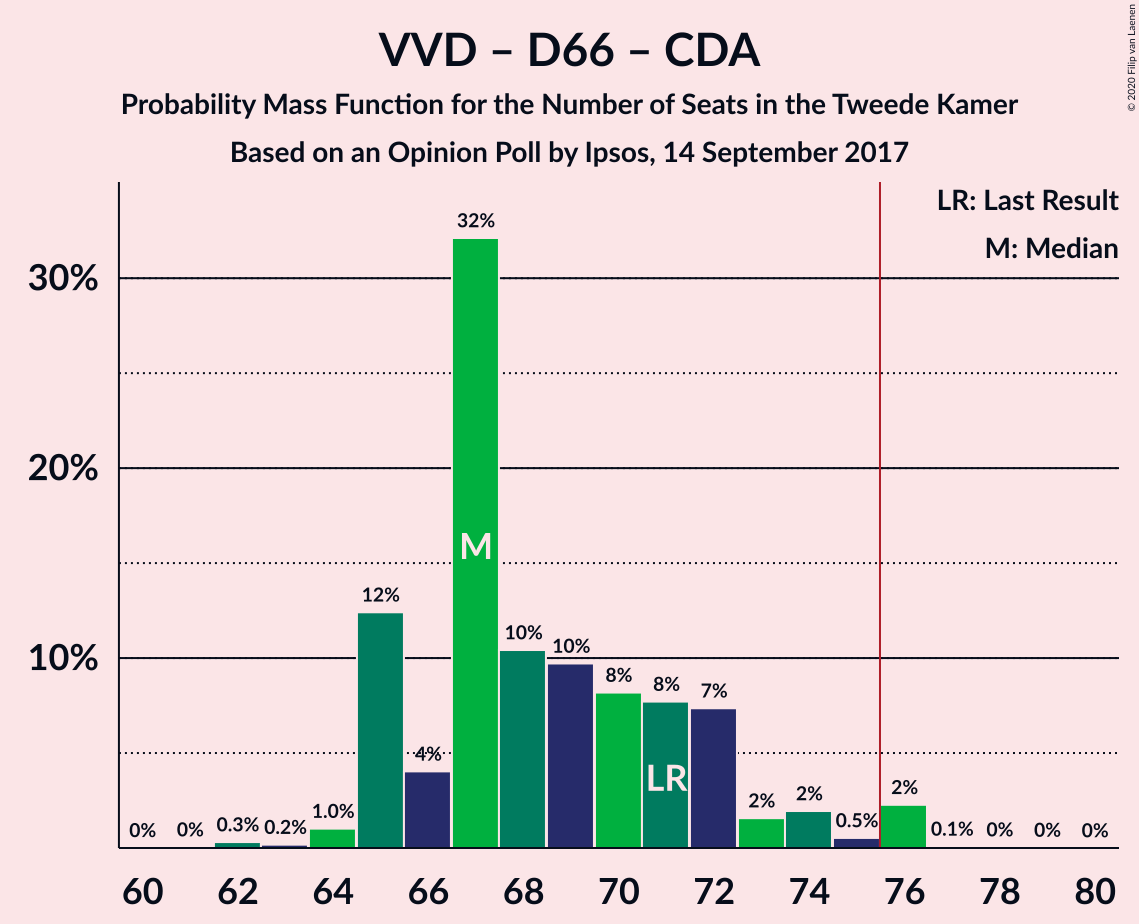 VVD – D66 – CDA
Probability Mass Function for the Number of Seats in the Tweede Kamer
Based on an Opinion Poll by Ipsos, 14 September 2017
© 2020 Filip van Laenen
LR: Last Result
M: Median
30%
20%
10%
0% 0% 0.3% 0.2% 1.0% 12% 4% 32% 10% 10% 8% 8% 7% 2% 2% 0.5% 2% 0.1% 0% 0% 0%
M
LR
60 62 64 66 68 70 72 74 76 78 80